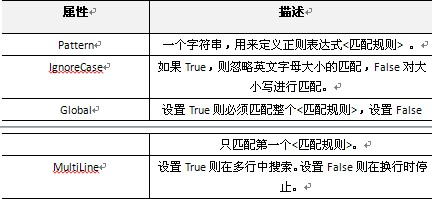 属性 描述
Pattern 一个字符串，用来定义正则表达式<匹配规则> 。
IgnoreCase 如果 True，则忽略英文字母大小的匹配，False 对大
小写进行匹配。
Global 设置 True 则必须匹配整个<匹配规则>，设置 False
只匹配第一个<匹配规则>。
MultiLine 设置 True 则在多行中搜索。设置 False 则在换行时停
止。